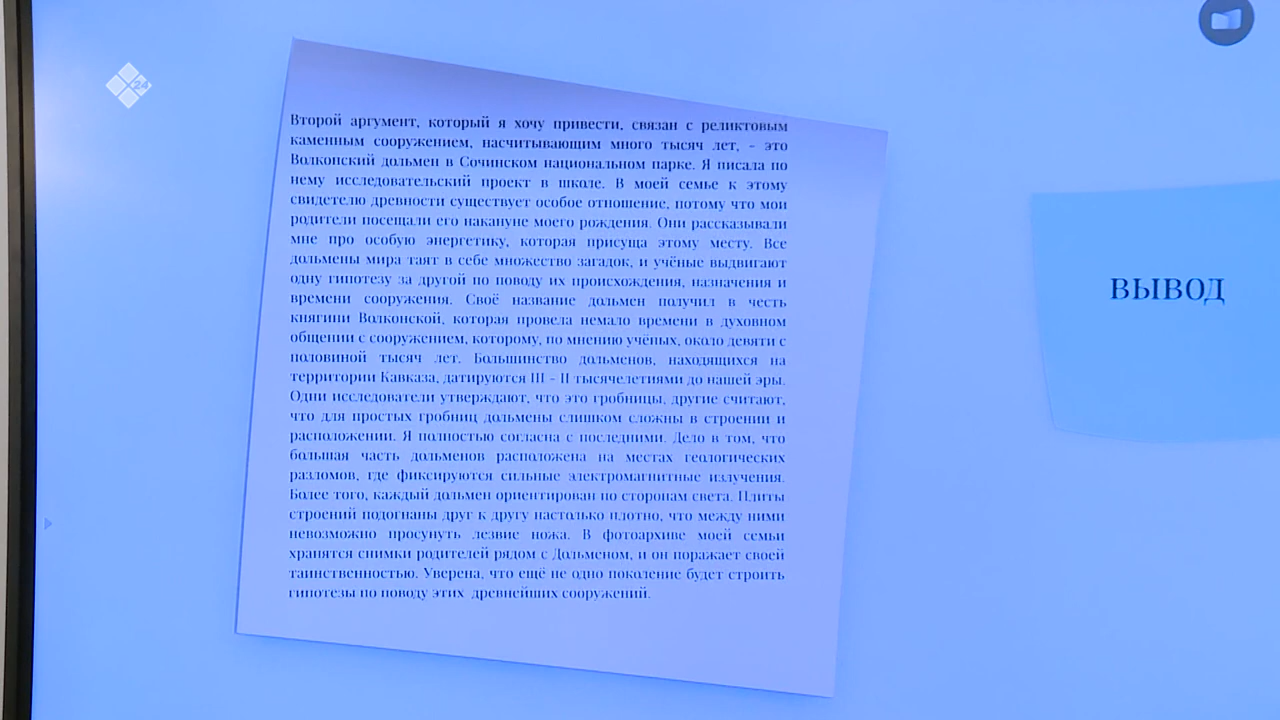 24
Второй аргумент, который я хочу привести, связан с реликтовым
каменным сооружением, насчитывающим много тысяч лет, - это
Волконский дольмен в Сочинском национальном парке. Я писала по
нему исследовательский проект в школе. В моей семье к этому
свидетелю древности существует особое отношение, потому что мои
родители посещали его накануне моего рождения. Они рассказывали
мне про особую энергетику, которая присуща этому месту. Все
дольмены мира таят в себе множество загадок, и учёные выдвигают
одну гипотезу за другой по поводу их происхождения, назначения и
времени сооружения. Своё название дольмен получил в честь
княгини Волконской, которая провела немало времени в духовном
общении с сооружением, которому, по мнению учёных, около девяти с
половиной тысяч лет. Большинство дольменов, находящихся на
территории Кавказа, датируются III - II тысячелетиями до нашей эры.
Одни исследователи утверждают, что это гробницы, другие считают,
что для простых гробниц дольмены слишком сложны в строении и
расположении. Я полностью согласна с последними. Дело в том, что
большая часть дольменов расположена на местах геологических
разломов, где фиксируются сильные электромагнитные излучения.
Более того, каждый дольмен ориентирован по сторонам света. Плиты
строений подогнаны друг к другу настолько плотно, что между ними
невозможно просунуть лезвие ножа. В фотоархиве моей семьи
хранятся снимки родителей рядом с Дольменом, и он поражает своей
таинственностью. Уверена, что ещё не одно поколение будет строить
гипотезы по поводу этих древнейших сооружений.
ВЫВОД